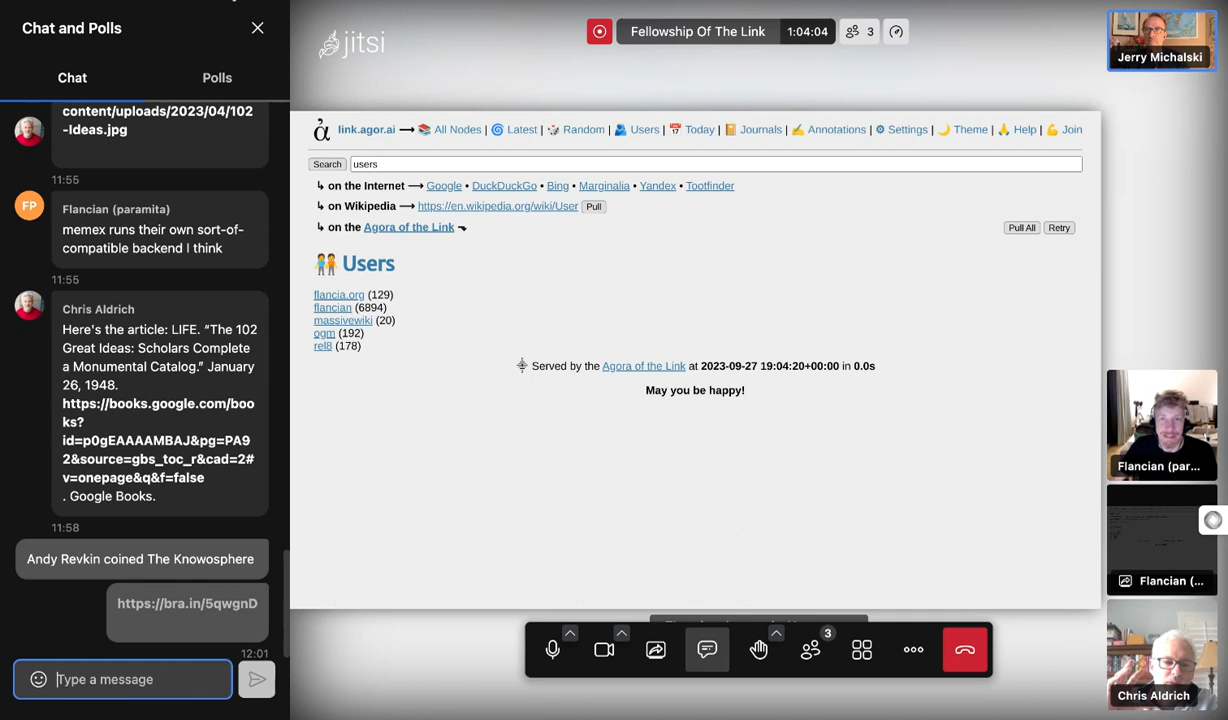 Chat and Polls
Chat
Polls
content/uploads/2023/04/102
-Ideas.jpg
11:55
FP
Flancian (paramita)
memex runs their own sort-of-
compatible backend I think
11:55
Chris Aldrich
Here's the article: LIFE. “The 102
Great Ideas: Scholars Complete
a Monumental Catalog.” January
26, 1948.
https://books.google.com/boo
ks?
id=p0gEAAAAMBAJ&pg=PA9
2&source=gbs_toc_r&cad=2#
v=onepage&q&f=false
. Google Books.
11:58
Andy Revkin coined The Knowosphere
https://bra.in/5qwgnD
12:01
Type a message
jitsi
Fellowship Of The Link
1:04:04
3
link.agor.ai ⟶ 📚 All Nodes | 🌀 Latest | 🎲 Random | 🫂 Users | 📅 Today | 📔 Journals | ✍ Annotations | ⚙ Settings | 🌙 Theme | 🙏 Help | 💪 Join
Search users
↳ on the Internet ⟶ Google • DuckDuckGo • Bing • Marginalia • Yandex • Tootfinder
↳ on Wikipedia ⟶ https://en.wikipedia.org/wiki/User Pull
↳ on the Agora of the Link Pull All Retry
Users
flancia.org (129)
flancian (6894)
massivewiki (20)
ogm (192)
rel8 (178)
Served by the Agora of the Link at 2023-09-27 19:04:20+00:00 in 0.0s
May you be happy!
3
Jerry Michalski
Flancian (par...
Flancian (...
Chris Aldrich